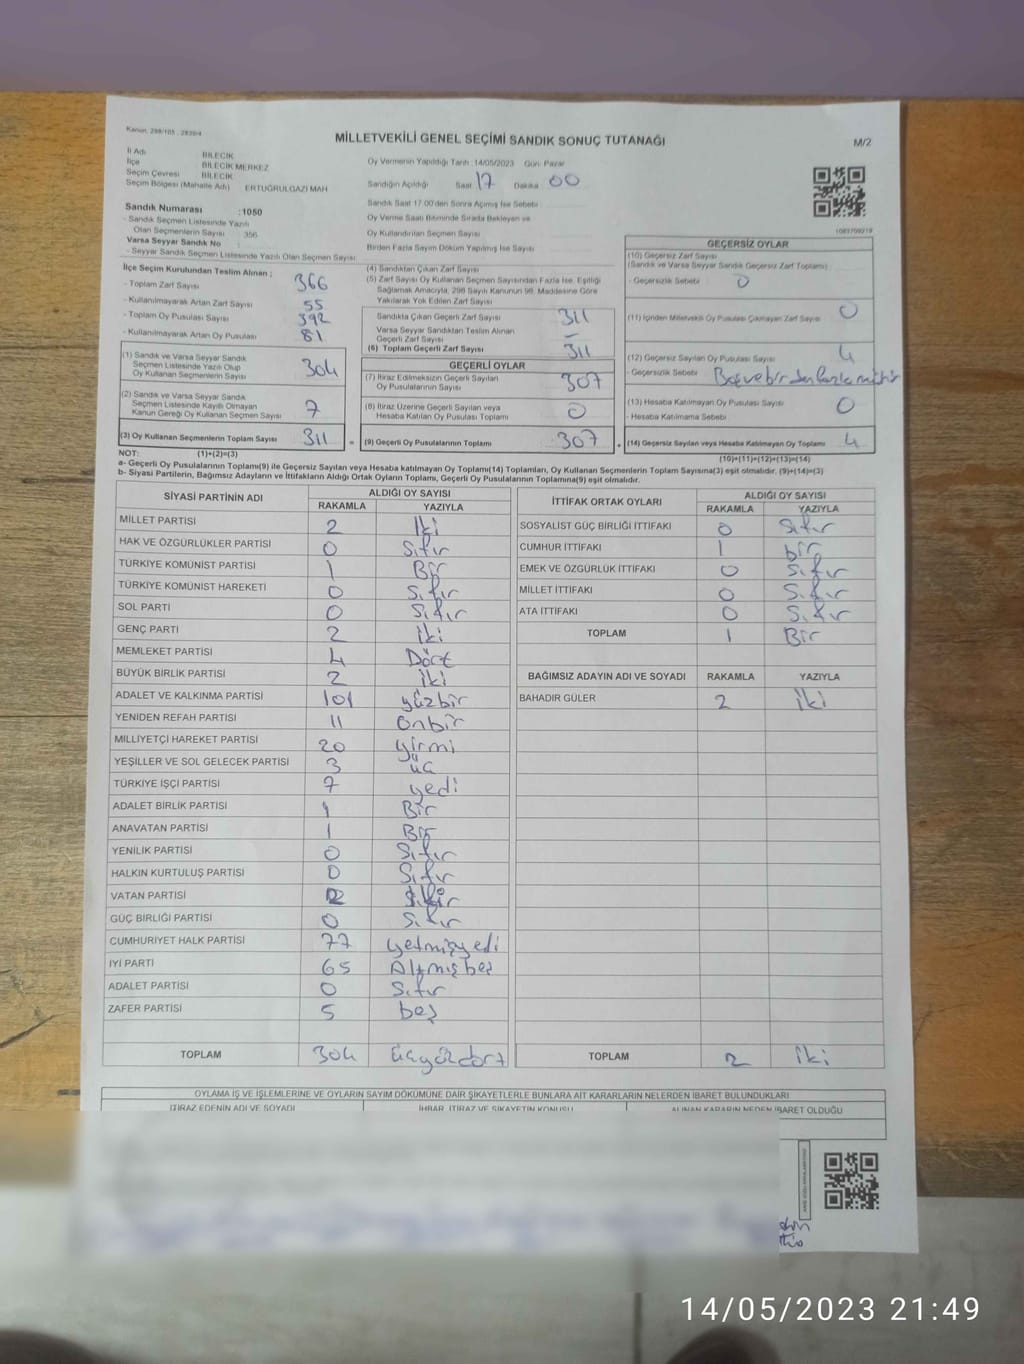 Kanun, 298/105 , 2839/4
MİLLETVEKİLİ GENEL SEÇİMİ SANDIK SONUÇ TUTANAĞI
M/2
İl Adı BİLECİK
İlçe BİLECİK MERKEZ
Seçim Çevresi : BİLECİK
Seçim Bölgesi (Mahalle Adı) ERTUĞRULGAZİ MAH
Oy Vermenin Yapıldığı Tarih : 14/05/2023 Gün: Pazar
Sandığın Açıldığı Saat 17 Dakika 00
Sandık Saat 17.00'den Sonra Açılmış İse Sebebi
Oy Verme Saati Bitiminde Sırada Bekleyen ve
Oy Kullandırılan Seçmen Sayısı
Birden Fazla Sayım Döküm Yapılmış İse Sayısı
Sandık Numarası :1050
- Sandık Seçmen Listesinde Yazılı
Olan Seçmenlerin Sayısı 356
Varsa Seyyar Sandık No
- Seyyar Sandık Seçmen Listesinde Yazılı Olan Seçmen Sayısı
İlçe Seçim Kurulundan Teslim Alınan ;
- Toplam Zarf Sayısı 366
- Kullanılmayarak Artan Zarf Sayısı 55
- Toplam Oy Pusulası Sayısı 392
- Kullanılmayarak Artan Oy Pusulası 81
(1) Sandık ve Varsa Seyyar Sandık
Seçmen Listesinde Yazılı Olup
Oy Kullanan Seçmenlerin Sayısı 304
(2) Sandık ve Varsa Seyyar Sandık
Seçmen Listesinde Kayıtlı Olmayan
Kanun Gereği Oy Kullanan Seçmen Sayısı 7
(3) Oy Kullanan Seçmenlerin Toplam Sayısı 311 =
(4) Sandıktan Çıkan Zarf Sayısı
(5) Zarf Sayısı Oy Kullanan Seçmen Sayısından Fazla İse, Eşitliği
Sağlamak Amacıyla, 298 Sayılı Kanunun 98. Maddesine Göre
Yakılarak Yok Edilen Zarf Sayısı
Sandıkta Çıkan Geçerli Zarf Sayısı 311
Varsa Seyyar Sandıktan Teslim Alınan
Geçerli Zarf Sayısı –
(6) Toplam Geçerli Zarf Sayısı 311
GEÇERLİ OYLAR
(7) İtiraz Edilmeksizin Geçerli Sayılan
Oy Pusulalarının Sayısı 307
(8) İtiraz Üzerine Geçerli Sayılan veya
Hesaba Katılan Oy Pusulası Toplamı 0
(9) Geçerli Oy Pusulalarının Toplamı 307 +
GEÇERSİZ OYLAR
(10) Geçersiz Zarf Sayısı
(Sandık ve Varsa Seyyar Sandık Geçersiz Zarf Toplamı)
- Geçersizlik Sebebi 0
(11) İçinden Milletvekili Oy Pusulası Çıkmayan Zarf Sayısı 0
(12) Geçersiz Sayılan Oy Pusulası Sayısı 4
- Geçersizlik Sebebi
(13) Hesaba Katılmayan Oy Pusulası Sayısı 0
- Hesaba Katılmama Sebebi
(14) Geçersiz Sayılan veya Hesaba Katılmayan Oy Toplamı 4
NOT: (1)+(2)=(3) (10)+(11)+(12)+(13)=(14)
a- Geçerli Oy Pusulalarının Toplamı(9) ile Geçersiz Sayılan veya Hesaba katılmayan Oy Toplamı(14) Toplamları, Oy Kullanan Seçmenlerin Toplam Sayısına(3) eşit olmalıdır. (9)+(14)=(3)
b- Siyasi Partilerin, Bağımsız Adayların ve İttifakların Aldığı Ortak Oyların Toplamı, Geçerli Oy Pusulalarının Toplamına(9) eşit olmalıdır.
SİYASİ PARTİNİN ADI ALDIĞI OY SAYISI
RAKAMLA YAZIYLA
MİLLET PARTİSİ 2 İki
HAK VE ÖZGÜRLÜKLER PARTİSİ 0 Sıfır
TÜRKİYE KOMÜNİST PARTİSİ 1 Bir
TÜRKİYE KOMÜNİST HAREKETİ 0 Sıfır
SOL PARTİ 0 Sıfır
GENÇ PARTİ 2 iki
MEMLEKET PARTİSİ 4 Dört
BÜYÜK BİRLİK PARTİSİ 2 iki
ADALET VE KALKINMA PARTİSİ 101 yüzbir
YENİDEN REFAH PARTİSİ 11 onbir
MİLLİYETÇİ HAREKET PARTİSİ 20 yirmi
YEŞİLLER VE SOL GELECEK PARTİSİ 3 üç
TÜRKİYE İŞÇİ PARTİSİ 7 yedi
ADALET BİRLİK PARTİSİ 1 Bir
ANAVATAN PARTİSİ 1 Bir
YENİLİK PARTİSİ 0 Sıfır
HALKIN KURTULUŞ PARTİSİ 0 Sıfır
VATAN PARTİSİ
GÜÇ BİRLİĞİ PARTİSİ 0 Sıfır
CUMHURİYET HALK PARTİSİ 77 yetmişyedi
İYİ PARTİ 65 Altmışbeş
ADALET PARTİSİ 0 Sıfır
ZAFER PARTİSİ 5 beş
TOPLAM 304 üçyüzdört
İTTİFAK ORTAK OYLARI ALDIĞI OY SAYISI
RAKAMLA YAZIYLA
SOSYALİST GÜÇ BİRLİĞİ İTTİFAKI 0 Sıfır
CUMHUR İTTİFAKI 1 bir
EMEK VE ÖZGÜRLÜK İTTİFAKI 0 Sıfır
MİLLET İTTİFAKI 0 Sıfır
ATA İTTİFAKI 0 Sıfır
TOPLAM 1 Bir
BAĞIMSIZ ADAYIN ADI VE SOYADI RAKAMLA YAZIYLA
BAHADIR GÜLER 2 iki
TOPLAM 2 iki
OYLAMA İŞ VE İŞLEMLERİNE VE OYLARIN SAYIM DÖKÜMÜNE DAİR ŞİKAYETLERLE BUNLARA AİT KARARLARIN NELERDEN İBARET BULUNDUKLARI
İTİRAZ EDENİN ADI VE SOYADI İHBAR, İTİRAZ VE ŞİKAYETİN KONUSU ALINAN KARARIN NEDEN İBARET OLDUĞU
14/05/2023 21:49